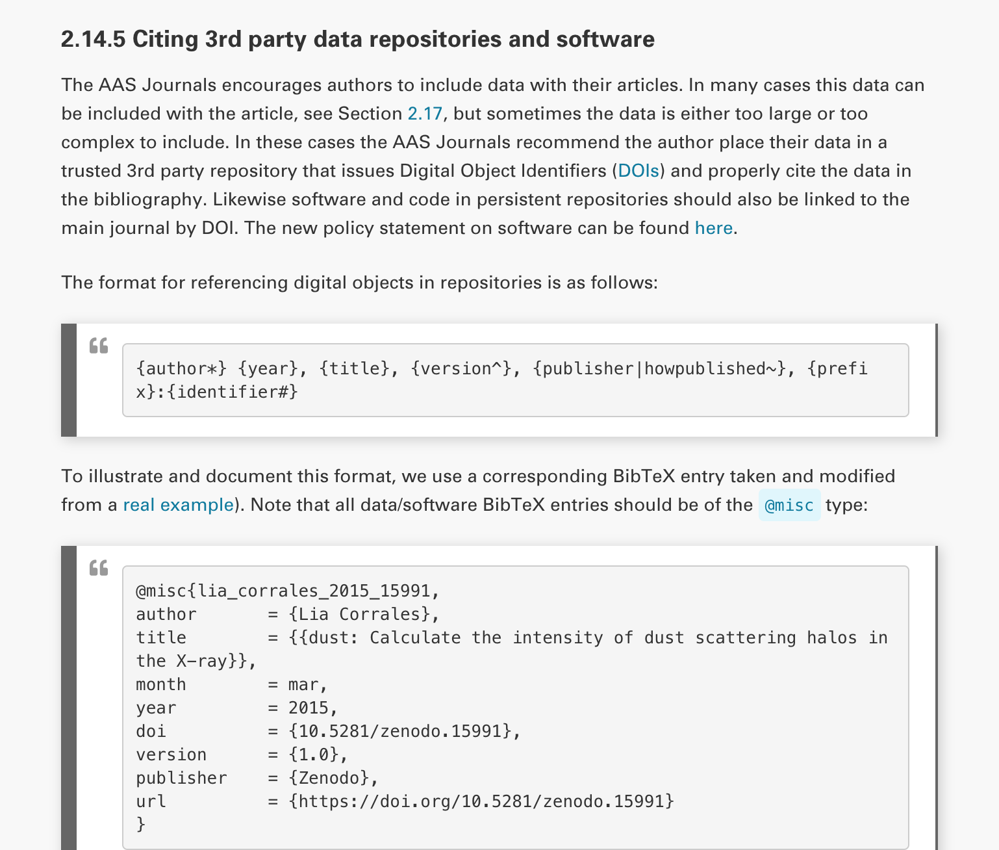 2.14.5 Citing 3rd party data repositories and software
The AAS Journals encourages authors to include data with their articles. In many cases this data can
be included with the article, see Section 2.17, but sometimes the data is either too large or too
complex to include. In these cases the AAS Journals recommend the author place their data in a
trusted 3rd party repository that issues Digital Object Identifiers (DOIs) and properly cite the data in
the bibliography. Likewise software and code in persistent repositories should also be linked to the
main journal by DOI. The new policy statement on software can be found here.
The format for referencing digital objects in repositories is as follows:
{author*} {year}, {title}, {version^}, {publisher|howpublished~}, {prefi
x}:{identifier#}
To illustrate and document this format, we use a corresponding BibTeX entry taken and modified
from a real example). Note that all data/software BibTeX entries should be of the @misc type:
@misc{lia_corrales_2015_15991,
author       = {Lia Corrales},
title        = {{dust: Calculate the intensity of dust scattering halos in
the X-ray}},
month        = mar,
year         = 2015,
doi          = {10.5281/zenodo.15991},
version      = {1.0},
publisher    = {Zenodo},
url          = {https://doi.org/10.5281/zenodo.15991}
}